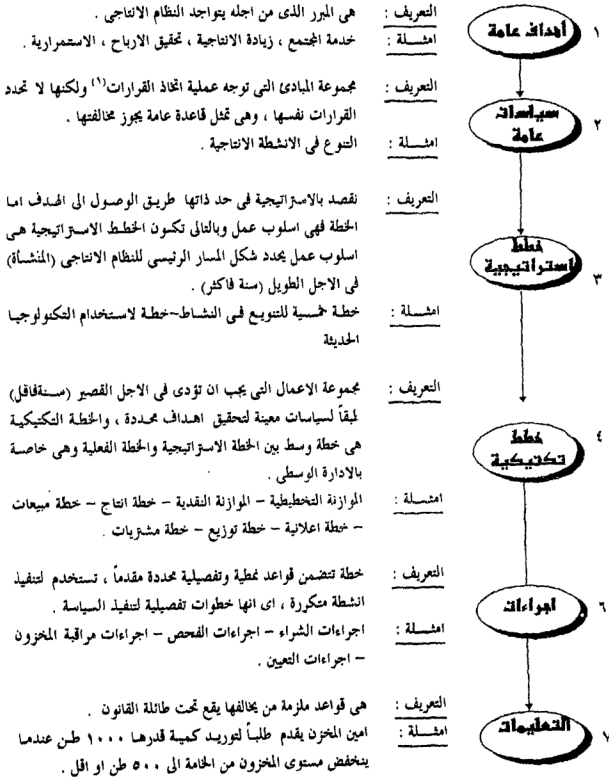 ١
أهداف عامة
التعريف : هى المبرر الذى من اجله يتواجد النظام الانتاجى .
امثـــلة : خدمة المجتمع ، زيادة الانتاجية ، تحقيق الارباح ، الاستمرارية .
٢
سياسات
عامة
التعريف : مجموعة المبادئ التى توجه عملية اتخاذ القرارات(١) ولكنها لا تحدد
القرارات نفسها ، وهى تمثل قاعدة عامة يجوز مخالفتها .
امثـــلة : التنوع فى الانشطة الانتاجية .
٣
خطط
استراتيجية
التعريف : نقصد بالاستراتيجية فى حد ذاتها طريق الوصول الى الهدف اما
الخطة فهى اسلوب عمل وبالتالى تكون الخطط الاستراتيجية هى
اسلوب عمل يحدد شكل المسار الرئيسى للنظام الانتاجى (المنشأة)
فى الاجل الطويل (سنة فاكثر) .
امثـــلة : خطة خمسية للتنويع فى النشاط–خطة لاستخدام التكنولوجيا
الحديثة
٤
خطط
تكتيكية
التعريف : مجموعة الاعمال التى يجب ان تؤدى فى الاجل القصير (سنةفاقل)
طبقاً لسياسات معينة لتحقيق اهداف محددة ، والخطة التكتيكية
هى خطة وسط بين الخطة الاستراتيجية والخطة الفعلية وهى خاصة
بالادارة الوسطى .
امثـــلة : الموازنة التخطيطية – الموازنة النقدية – خطة انتاج – خطة مبيعات
– خطة اعلانية – خطة توزيع – خطة مشتريات .
٦
اجراءات
التعريف : خطة تتضمن قواعد نمطية وتفصيلية محددة مقدماً ، تستخدم لتنفيذ
انشطة متكررة ، اى انها خطوات تفصيلية لتنفيذ السياسة .
امثـــلة : اجراءات الشراء – اجراءات الفحص – اجراءات مراقبة المخزون
– اجراءات التعيين .
٧
التعليمات
التعريف : هى قواعد ملزمة من يخالفها يقع تحت طائلة القانون .
امثـــلة : امين المخزن يقدم طلباً لتوريد كمية قدرها ١٠٠٠ طن عندما
ينخفض مستوى المخزون من الخامة الى ٥٠٠ طن او اقل .